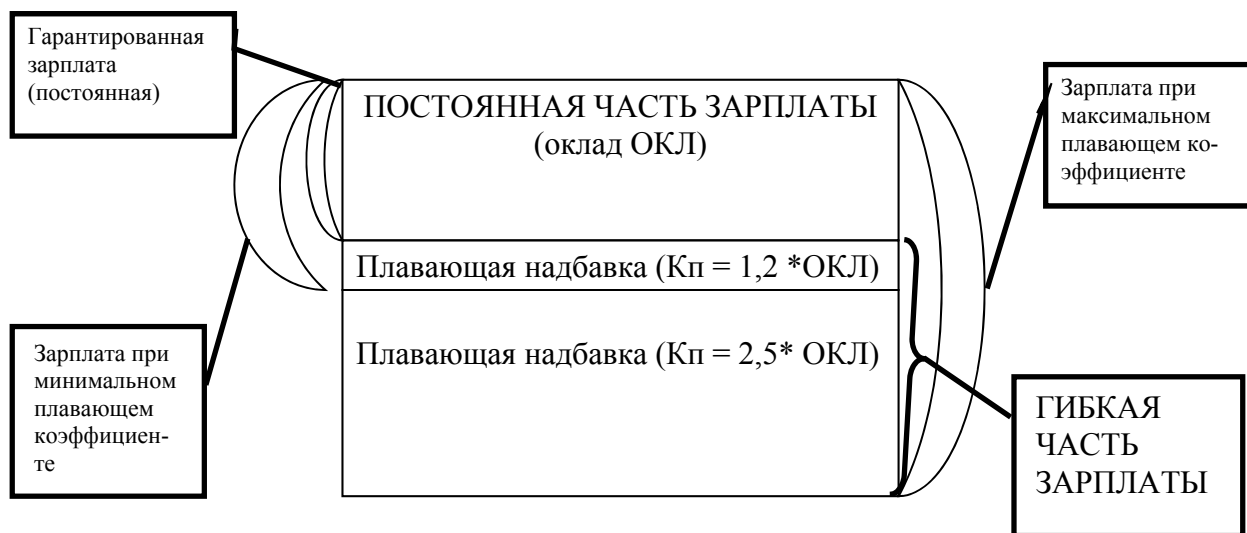 Гарантированная
зарплата
(постоянная)
ПОСТОЯННАЯ ЧАСТЬ ЗАРПЛАТЫ
(оклад ОКЛ)
Зарплата при
максимальном
плавающем ко-
эффициенте
Плавающая надбавка (Кп = 1,2 *ОКЛ)
Плавающая надбавка (Кп = 2,5* ОКЛ)
Зарплата при
минимальном
плавающем
коэффициен-
те
ГИБКАЯ
ЧАСТЬ
ЗАРПЛАТЫ